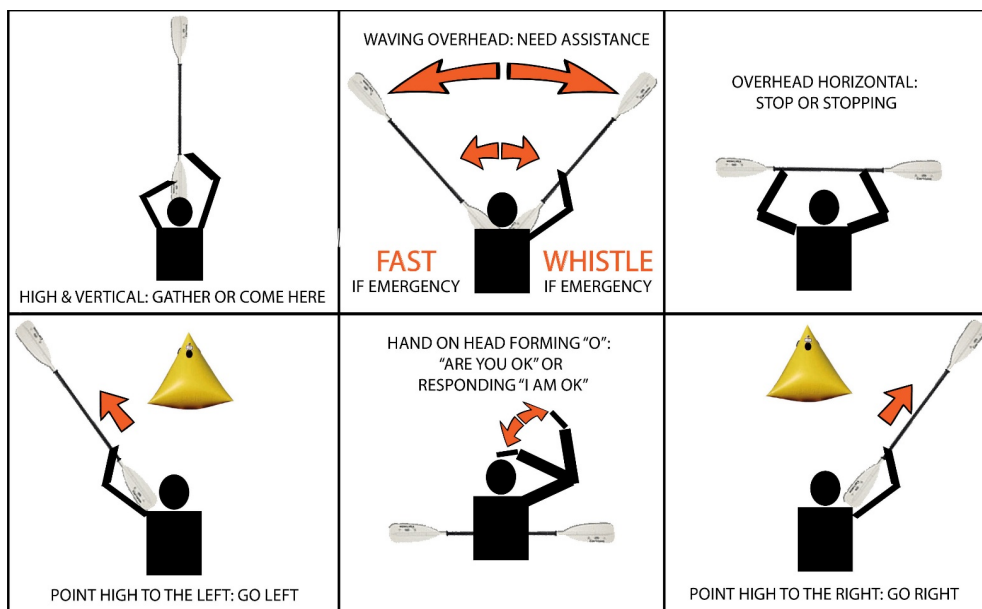 HIGH & VERTICAL: GATHER OR COME HERE
WAVING OVERHEAD: NEED ASSISTANCE
FAST
IF EMERGENCY
WHISTLE
IF EMERGENCY
OVERHEAD HORIZONTAL:
STOP OR STOPPING
POINT HIGH TO THE LEFT: GO LEFT
HAND ON HEAD FORMING "O":
"ARE YOU OK" OR
RESPONDING "I AM OK"
POINT HIGH TO THE RIGHT: GO RIGHT